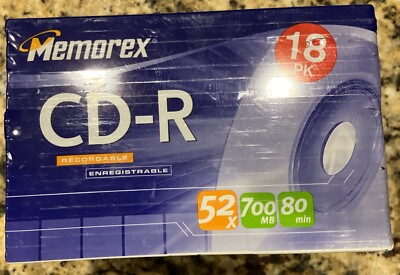 Memorex
18
PK
CD-R
RECORDABLE
ENREGISTRABLE
52X 700 MB 80 min